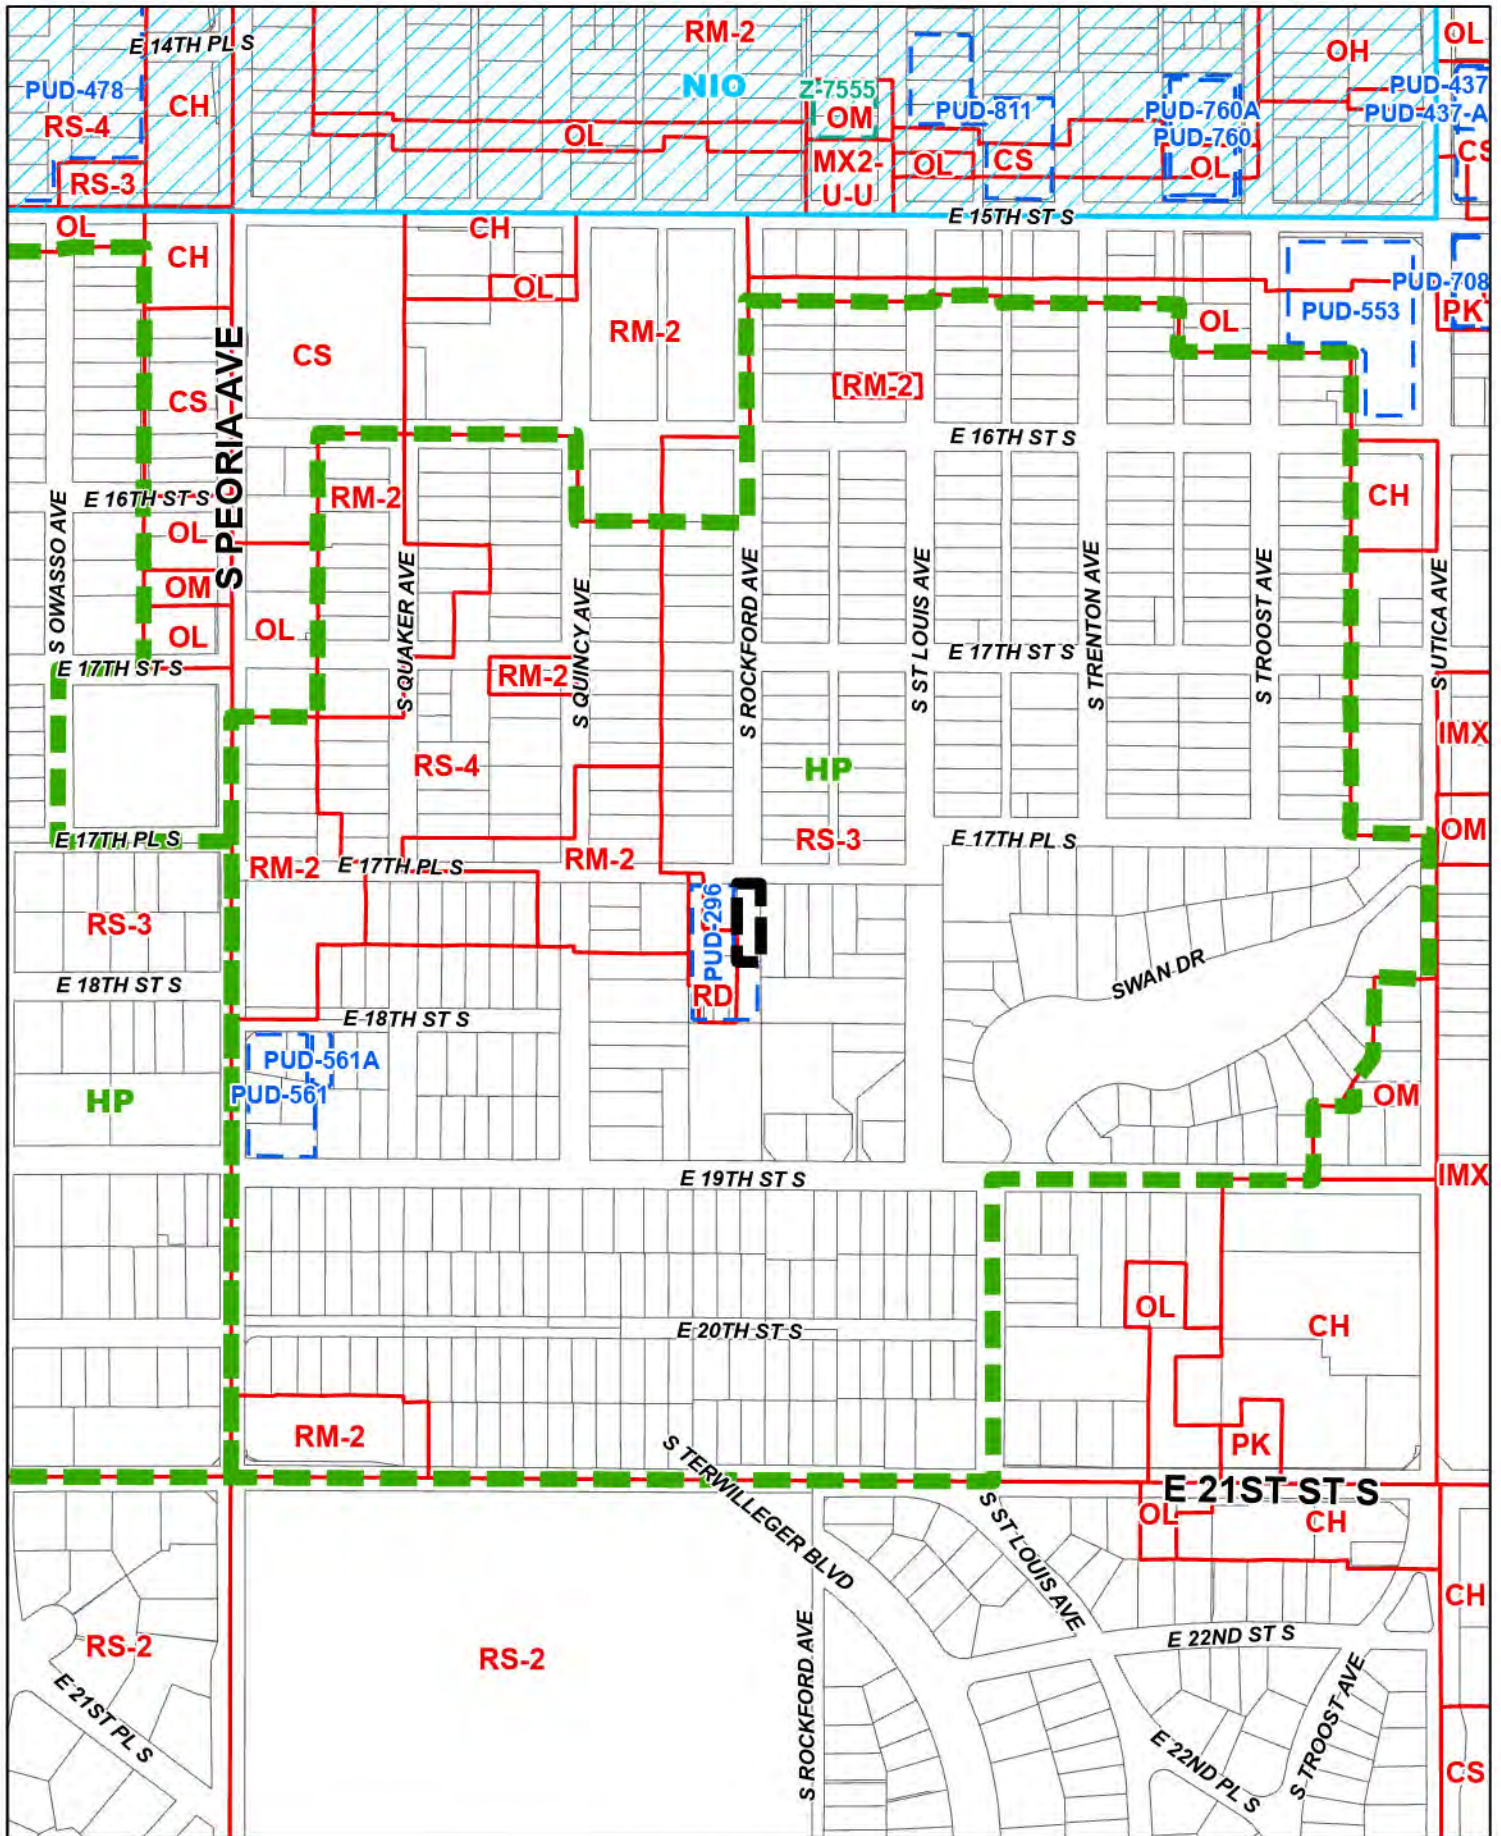 RM-2
OL
E 14TH PL S
OH
PUD-478
CH
NIO
Z-7555
PUD-437
RS-4
OM
PUD-811
PUD-760A
PUD-437-A
OL
PUD-760
RS-3
MX2-
U-U
OL
CS
OL
CS
E 15TH ST S
OL
CH
CH
OL
PUD-708
RM-2
OL
PUD-553
PK
CS
[RM-2]
CS
S PEORIA AVE
E 16TH ST S
E 16TH ST S
RM-2
CH
OL
OM
S OWASSO AVE
S QUAKER AVE
S QUINCY AVE
S ROCKFORD AVE
S ST LOUIS AVE
S TRENTON AVE
S TROOST AVE
S UTICA AVE
OL
OL
E 17TH ST S
E 17TH ST S
RM-2
IMX
RS-4
HP
E 17TH PL S
RS-3
E 17TH PL S
OM
RM-2
E 17TH PL S
RM-2
RS-3
PUD-296
SWAN DR
E 18TH ST S
RD
E 18TH ST S
PUD-561A
PUD-561
HP
OM
E 19TH ST S
IMX
OL
CH
E 20TH ST S
RM-2
PK
S TERWILLEGER BLVD
E 21ST ST S
OL
CH
S ST LOUIS AVE
CH
RS-2
RS-2
E 22ND ST S
E 21ST PL S
S ROCKFORD AVE
S TROOST AVE
E 22ND PL S
CS